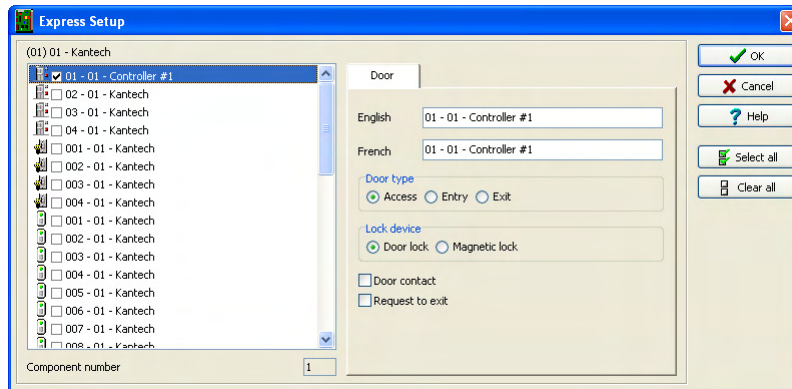 Express Setup
(01) 01 - Kantech
01 - 01 - Controller #1
02 - 01 - Kantech
03 - 01 - Kantech
04 - 01 - Kantech
001 - 01 - Kantech
002 - 01 - Kantech
003 - 01 - Kantech
004 - 01 - Kantech
001 - 01 - Kantech
002 - 01 - Kantech
003 - 01 - Kantech
004 - 01 - Kantech
005 - 01 - Kantech
006 - 01 - Kantech
007 - 01 - Kantech
008 - 01 - Kantech
Component number 1
Door
English 01 - 01 - Controller #1
French 01 - 01 - Controller #1
Door type
Access Entry Exit
Lock device
Door lock Magnetic lock
Door contact
Request to exit
OK
Cancel
Help
Select all
Clear all